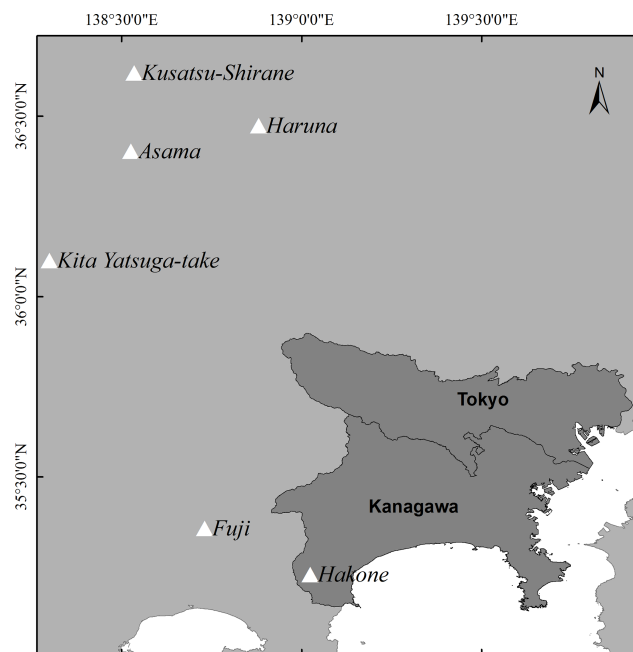 138°30'0"E
139°0'0"E
139°30'0"E
Kusatsu-Shirane
N
36°30'0"N
Haruna
Asama
Kita Yatsuga-take
36°0'0"N
Tokyo
35°30'0"N
Kanagawa
Fuji
Hakone